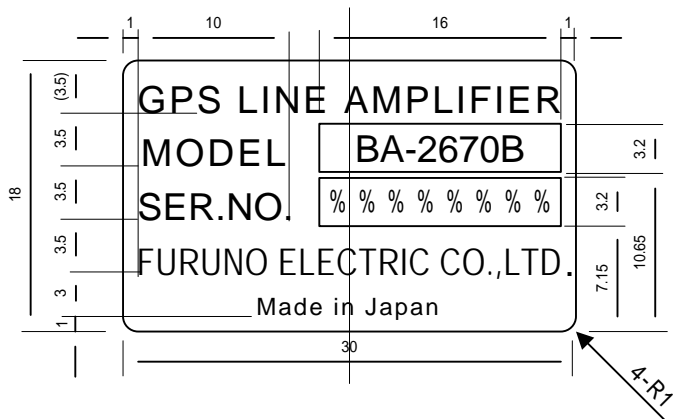 1 10 16 1
(3.5)
3.5
3.5
3.5
3
1
18
GPS LINE AMPLIFIER
MODEL BA-2670B
SER.NO. % % % % % % % %
FURUNO ELECTRIC CO.,LTD.
Made in Japan
3.2
3.2
10.65
7.15
30
4-R1